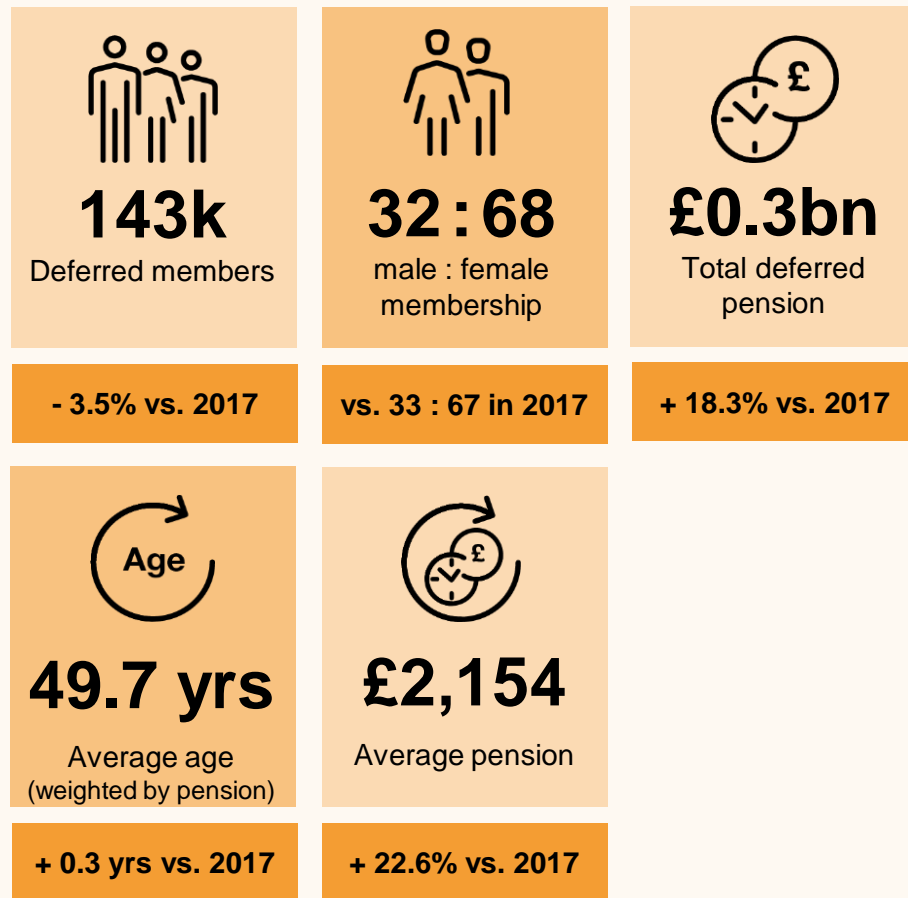 143k
Deferred members
- 3.5% vs. 2017
32 : 68
male : female
membership
vs. 33 : 67 in 2017
£
£0.3bn
Total deferred
pension
+ 18.3% vs. 2017
Age
49.7 yrs
Average age
(weighted by pension)
+ 0.3 yrs vs. 2017
£
£2,154
Average pension
+ 22.6% vs. 2017